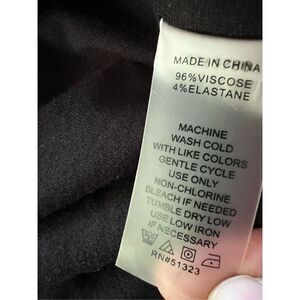 MADE IN CHINA
96%VISCOSE
4%ELASTANE
MACHINE
WASH COLD
WITH LIKE COLORS
GENTLE CYCLE
USE ONLY
NON-CHLORINE
BLEACH IF NEEDED
TUMBLE DRY LOW
USE LOW IRON
IF NECESSARY
RN#51323